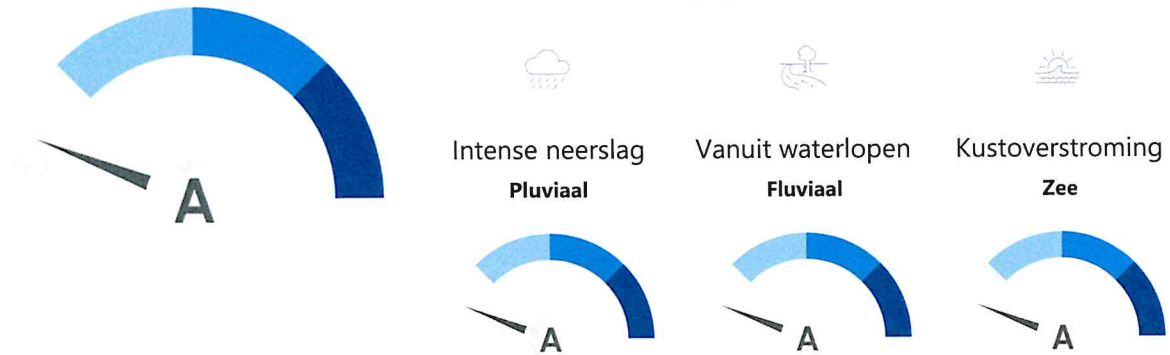 A
Intense neerslag
Pluviaal
A
Vanuit waterlopen
Fluviaal
A
Kustoverstroming
Zee
A